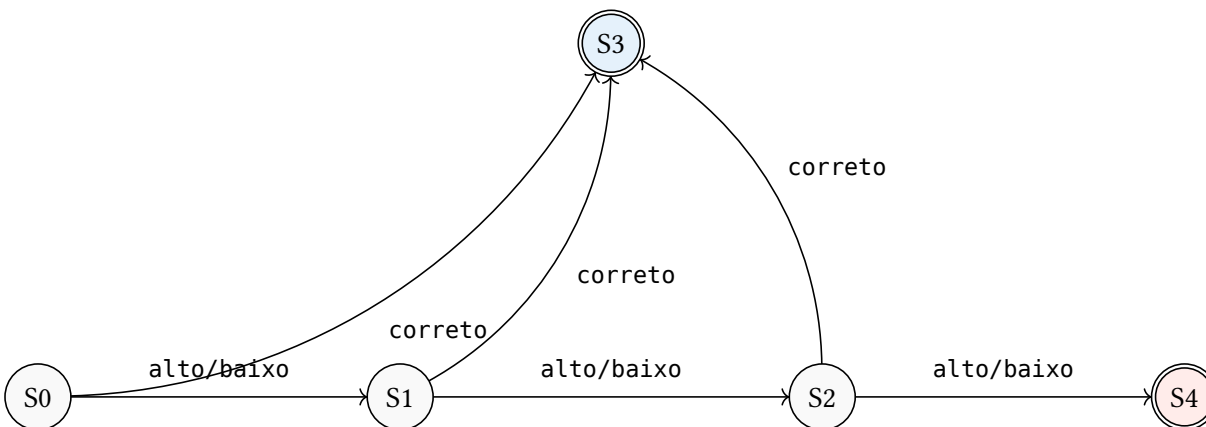 S3
correto
correto
correto
alto/baixo
alto/baixo
alto/baixo
S0
S1
S2
S4